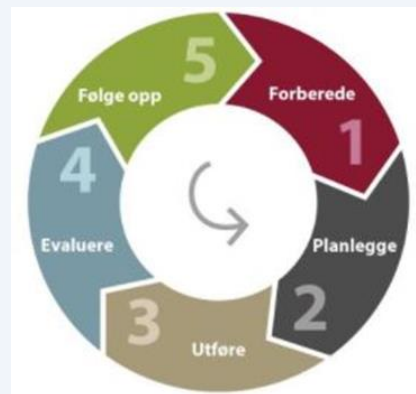 1
Forberede
2
Planlegge
3
Utføre
4
Evaluere
5
Følge opp